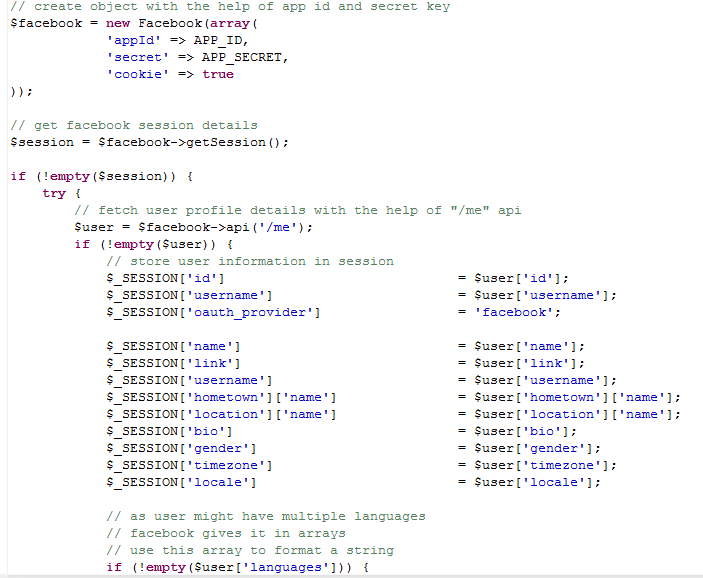 // create object with the help of app id and secret key
$facebook = new Facebook(array(
'appId' => APP_ID,
'secret' => APP_SECRET,
'cookie' => true
));
// get facebook session details
$session = $facebook->getSession();
if (!empty($session)) {
try {
// fetch user profile details with the help of "/me" api
$user = $facebook->api('/me');
if (!empty($user)) {
// store user information in session
$_SESSION['id'] = $user['id'];
$_SESSION['username'] = $user['username'];
$_SESSION['oauth_provider'] = 'facebook';
$_SESSION['name'] = $user['name'];
$_SESSION['link'] = $user['link'];
$_SESSION['username'] = $user['username'];
$_SESSION['hometown']['name'] = $user['hometown']['name'];
$_SESSION['location']['name'] = $user['location']['name'];
$_SESSION['bio'] = $user['bio'];
$_SESSION['gender'] = $user['gender'];
$_SESSION['timezone'] = $user['timezone'];
$_SESSION['locale'] = $user['locale'];
// as user might have multiple languages
// facebook gives it in arrays
// use this array to format a string
if (!empty($user['languages'])) {